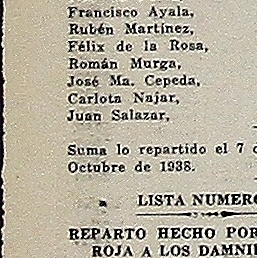 Francisco Ayala,
Rubén Martínez,
Félix de la Rosa,
Román Murga,
José Ma. Cepeda,
Carlota Najar,
Juan Salazar,
Suma lo repartido el 7 d
Octubre de 1938.
LISTA NUMERO
REPARTO HECHO POR
ROJA A LOS DAMNI